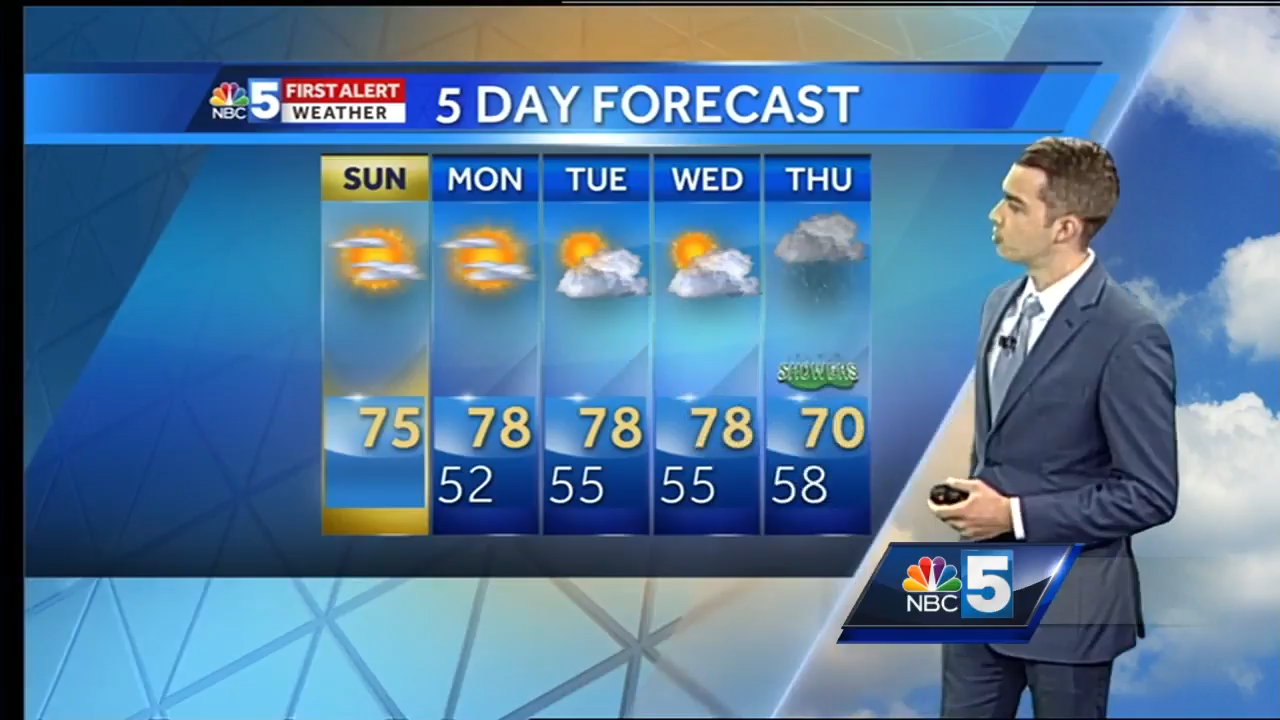 NBC 5 FIRST ALERT
WEATHER
5 DAY FORECAST
SUN MON TUE WED THU
SHOWERS
75 78 78 78 70
52 55 55 58
NBC 5